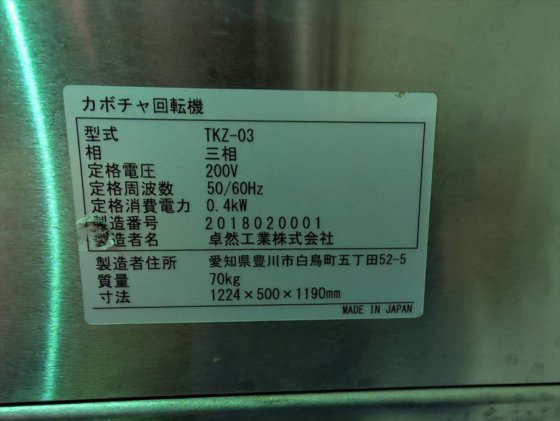 カボチャ回転機
型式 TKZ-03
相 三相
定格電圧 200V
定格周波数 50/60Hz
定格消費電力 0.4kW
製造番号 2018020001
製造者名 卓然工業株式会社
製造者住所 愛知県豊川市白鳥町五丁田52-5
質量 70kg
寸法 1224×500×1190mm
MADE IN JAPAN